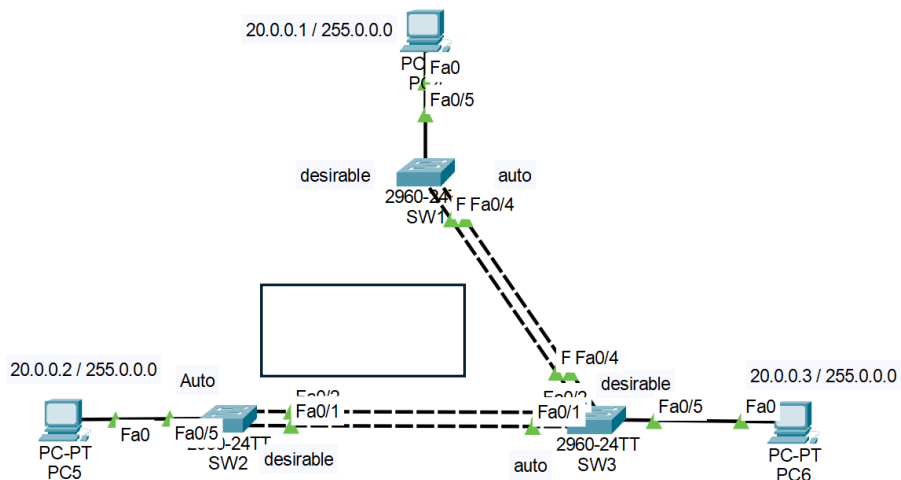 20.0.0.1 / 255.0.0.0
Fa0
Fa0/5
desirable
auto
SW1
Fa0/4
Fa0/4
20.0.0.2 / 255.0.0.0
Auto
desirable
20.0.0.3 / 255.0.0.0
Fa0/1
Fa0/1
Fa0/5
Fa0
Fa0
Fa0/5
PC-PT
PC5
SW2
desirable
auto
2960-24TT
SW3
PC-PT
PC6